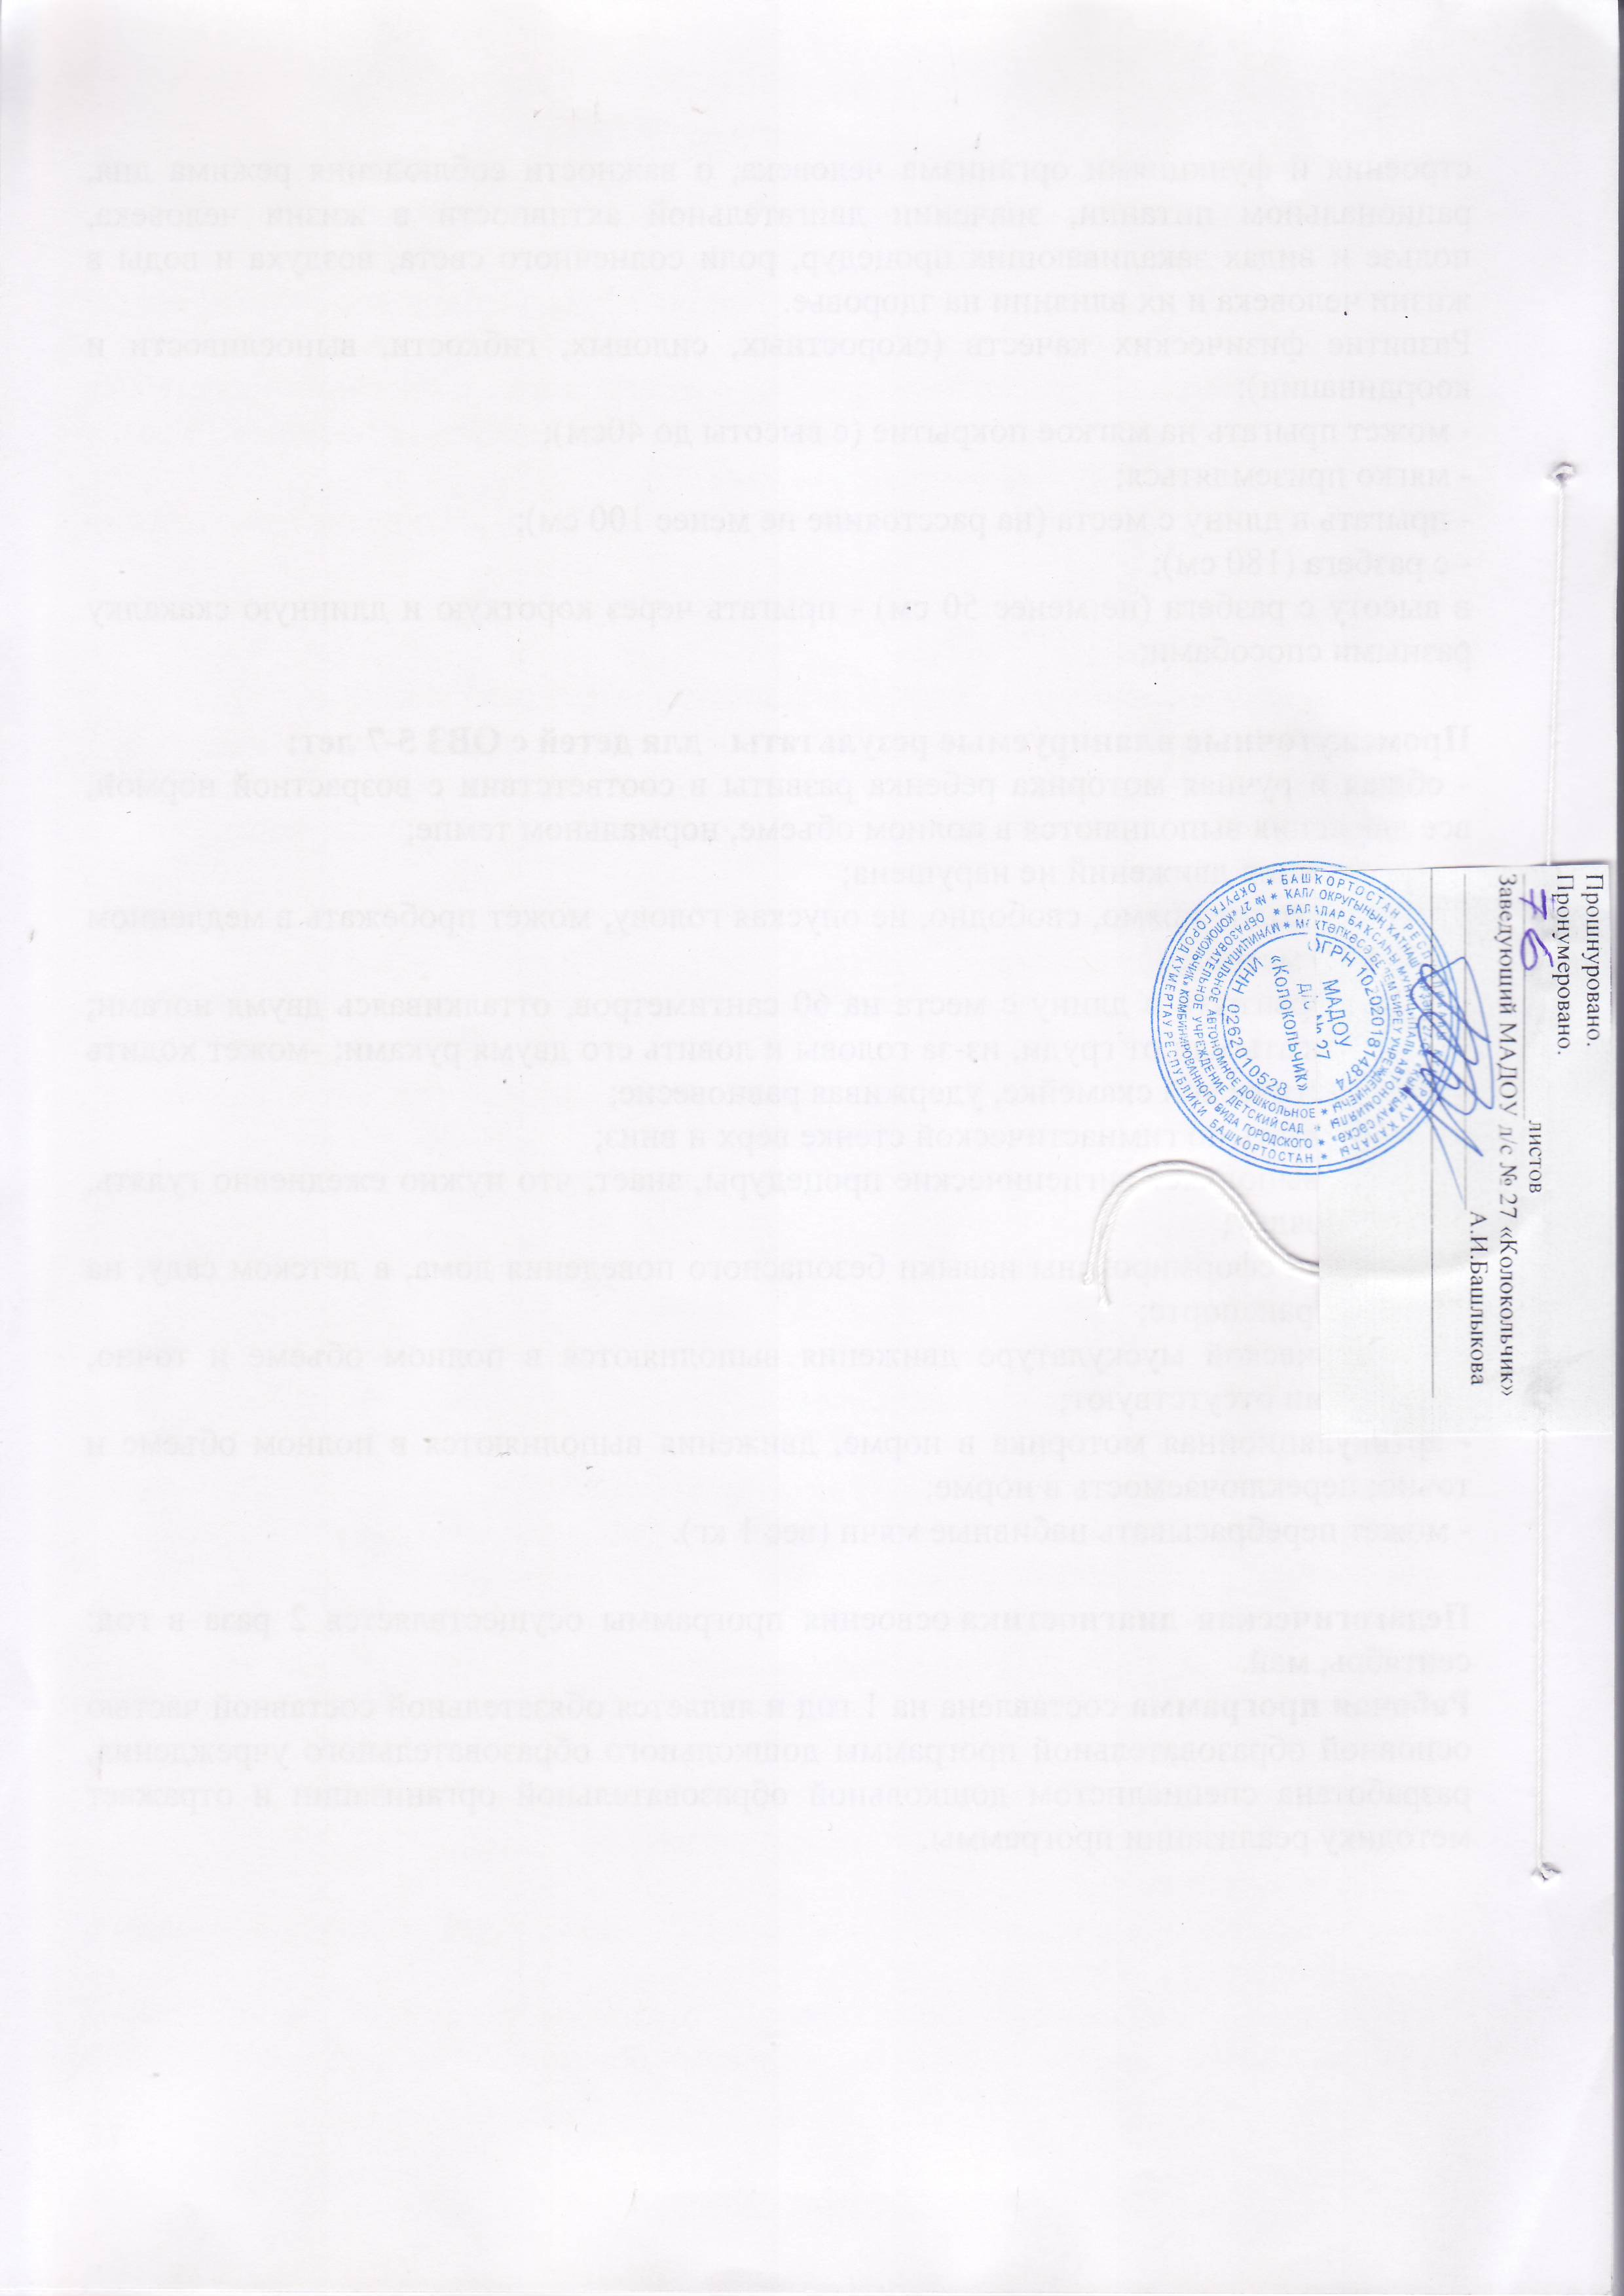 Прошнуровано.
Пронумеровано.
76 листов
Заведующий МАДОУ д/с № 27 «Колокольчик»
А.И.Башлыкова
МАДОУ
д/с № 27
«Колокольчик»
ИНН 0262010528
строения и функциями организма человека, о важности соблюдения режима дня,
рациональном питании, значении двигательной активности в жизни человека,
пользе и видах закаливающих процедур, роли солнечного света, воздуха и воды в
жизни человека и их влиянии на здоровье.
Развитие физических качеств (скоростных, силовых, гибкости, выносливости и
координации):
- может прыгать на мягкое покрытие (с высоты до 40см);
- мягко приземляться;
- прыгать в длину с места (на расстояние не менее 100 см);
- с разбега (180 см);
в высоту с разбега (не менее 50 см) - прыгать через короткую и длинную скакалку
разными способами;
Промежуточные планируемые результаты для детей с ОВЗ 5-7 лет:
- общая и ручная моторика ребенка развиты в соответствии с возрастной нормой,
все движения выполняются в полном объеме, нормальном темпе;
движений не нарушена;
свободно, не опуская голову, может пробежать в медленном
длину с места на 60 сантиметров, отталкиваясь двумя ногами;
от груди, из-за головы и ловить его двумя руками; -может ходить
скамейке, удерживая равновесие;
гимнастической стенке верх и вниз;
гигиенические процедуры, знает, что нужно ежедневно гулять,
навыки безопасного поведения дома, в детском саду, на
транспорте;
мускулатуре движения выполняются в полном объеме и точно,
отсутствуют;
- артикуляционная моторика в норме, движения выполняются в полном объеме и
точно; переключаемость в норме;
- может перебрасывать набивные мячи (вес 1 кг).
Педагогическая диагностика освоения программы осуществляется 2 раза в год:
сентябрь, май.
Рабочая программа составлена на 1 год и является обязательной составной частью
основной образовательной программы дошкольного образовательного учреждения,
разработана специалистом дошкольной образовательной организации и отражает
методику реализации программы.